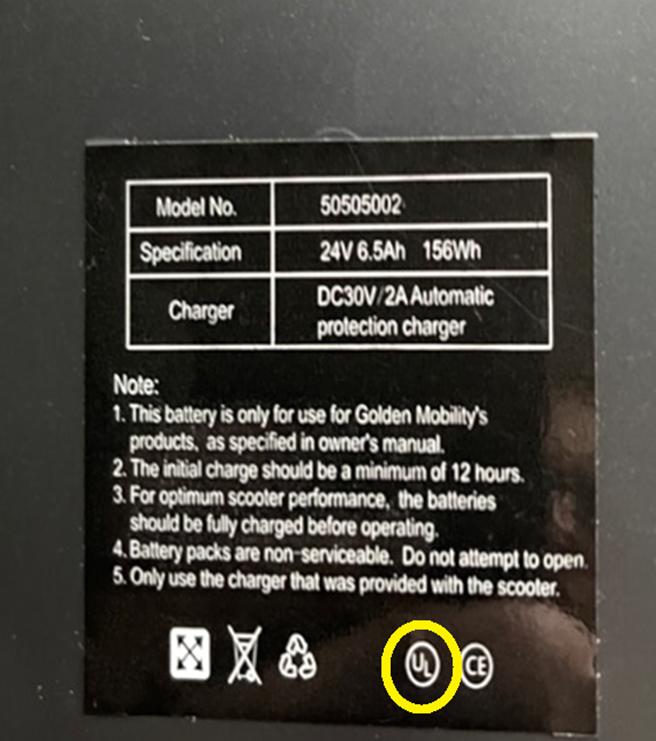 Model No. 50505002
Specification 24V 6.5Ah 156Wh
Charger DC30V/2A Automatic
protection charger
Note:
1. This battery is only for use for Golden Mobility's
products, as specified in owner's manual.
2. The initial charge should be a minimum of 12 hours.
3. For optimum scooter performance, the batteries
should be fully charged before operating.
4. Battery packs are non-serviceable. Do not attempt to open.
5. Only use the charger that was provided with the scooter.
UL CE